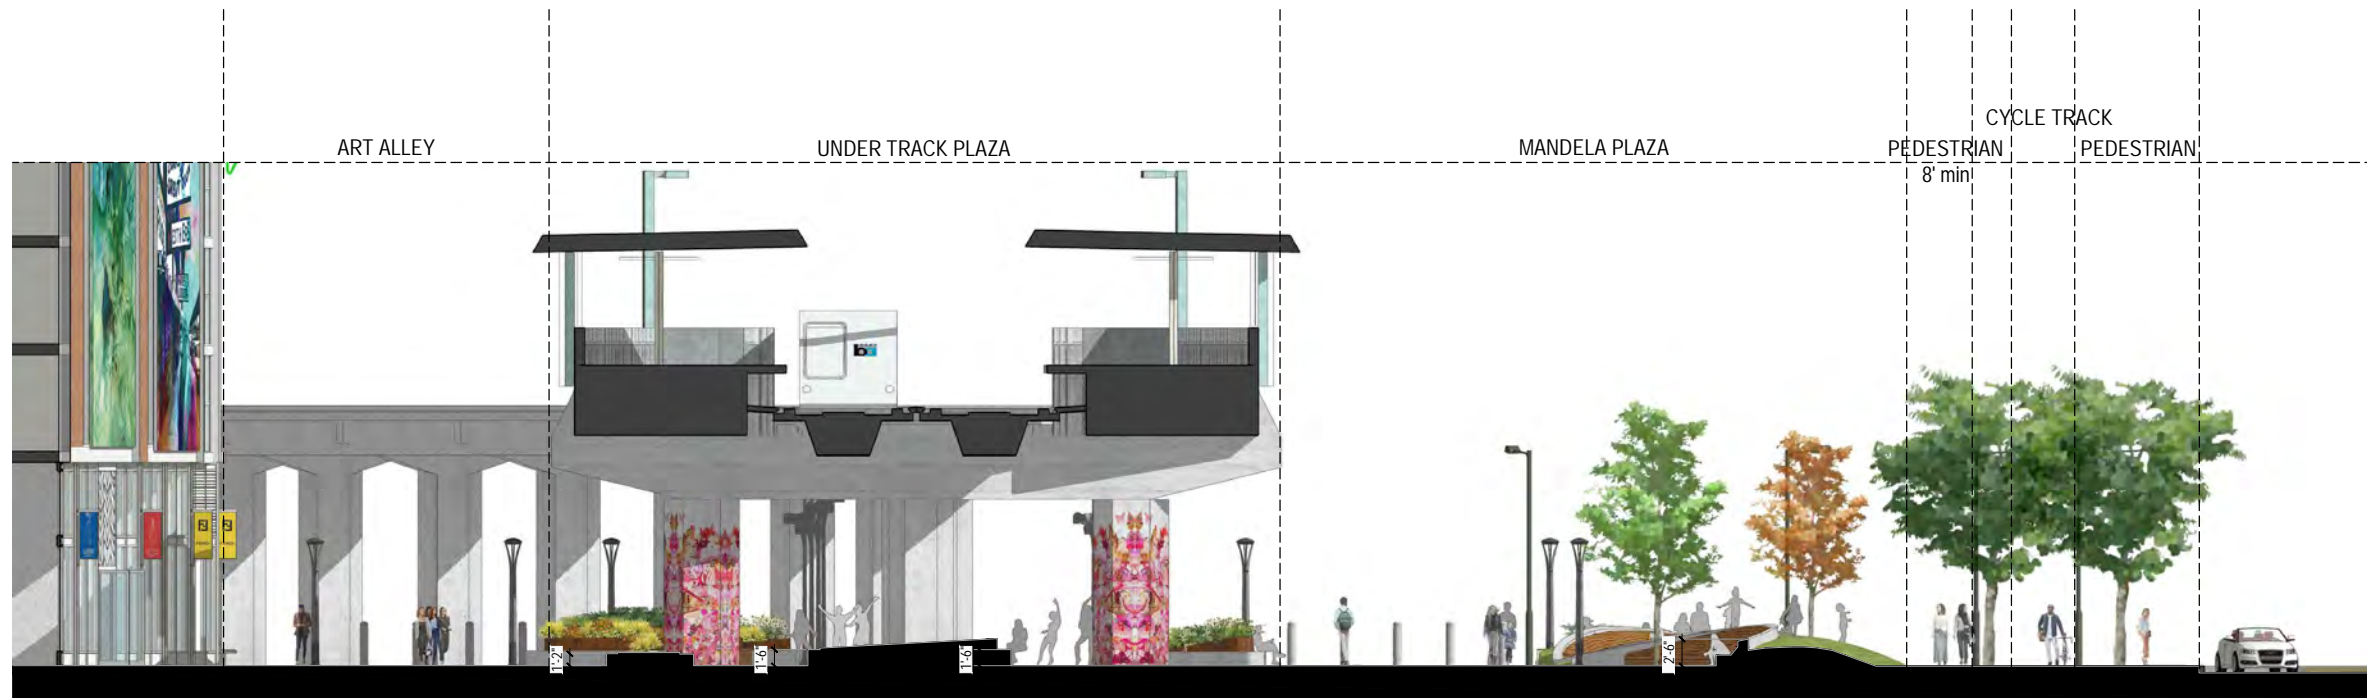 CYCLE TRACK
ART ALLEY
UNDER TRACK PLAZA
MANDELA PLAZA
PEDESTRIAN
PEDESTRIAN
8' min
1'-2"
1'-6"
1'-6"
2'-6"